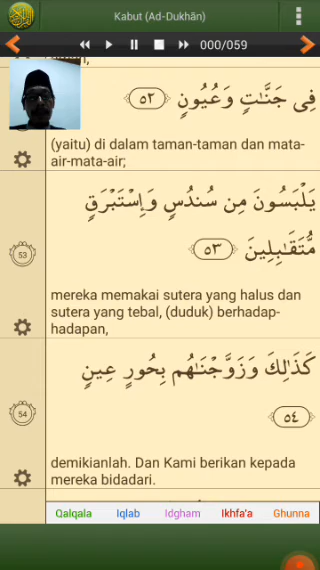 Kabut (Ad-Dukhān)
000/059
فِى جَنَّـٰتٍ وَعُيُونٍ ٥٢
(yaitu) di dalam taman-taman dan mata-
air-mata-air;
يَلْبَسُونَ مِن سُندُسٍ وَإِسْتَبْرَقٍ
مُّتَقَـٰبِلِينَ ٥٣
53
mereka memakai sutera yang halus dan
sutera yang tebal, (duduk) berhadap-
hadapan,
كَذَٰلِكَ وَزَوَّجْنَـٰهُم بِحُورٍ عِينٍ
٥٤
54
demikianlah. Dan Kami berikan kepada
mereka bidadari.
Qalqala Iqlab Idgham Ikhfa'a Ghunna